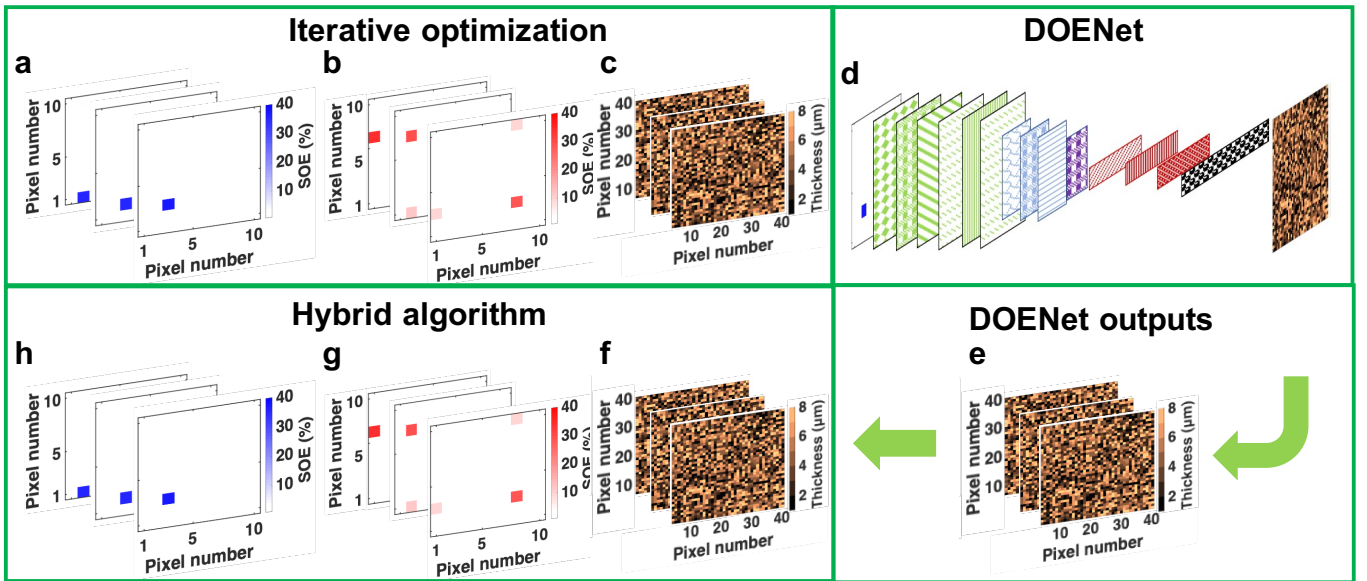 Iterative optimization
a
Pixel number
10
5
1
1
5
10
Pixel number
40
30
20
10
SOE (%)
b
Pixel number
10
5
1
1
5
10
Pixel number
40
30
20
10
SOE (%)
c
Pixel number
40
30
20
10
10 20 30 40
Pixel number
8
6
4
2
Thickness (μm)
DOENet
d
Hybrid algorithm
h
Pixel number
10
5
1
1
5
10
Pixel number
40
30
20
10
SOE (%)
g
Pixel number
10
5
1
1
5
10
Pixel number
40
30
20
10
SOE (%)
f
Pixel number
40
30
20
10
10 20 30 40
Pixel number
8
6
4
2
Thickness (μm)
DOENet outputs
e
Pixel number
40
30
20
10
10 20 30 40
Pixel number
8
6
4
2
Thickness (μm)